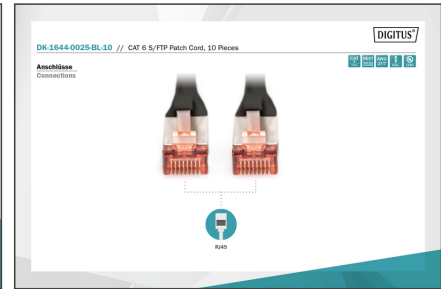 DIGITUS®
DK-1644-0025-BL-10 // CAT 6 S/FTP Patch Cord, 10 Pieces
Anschlüsse
Connections
RJ45